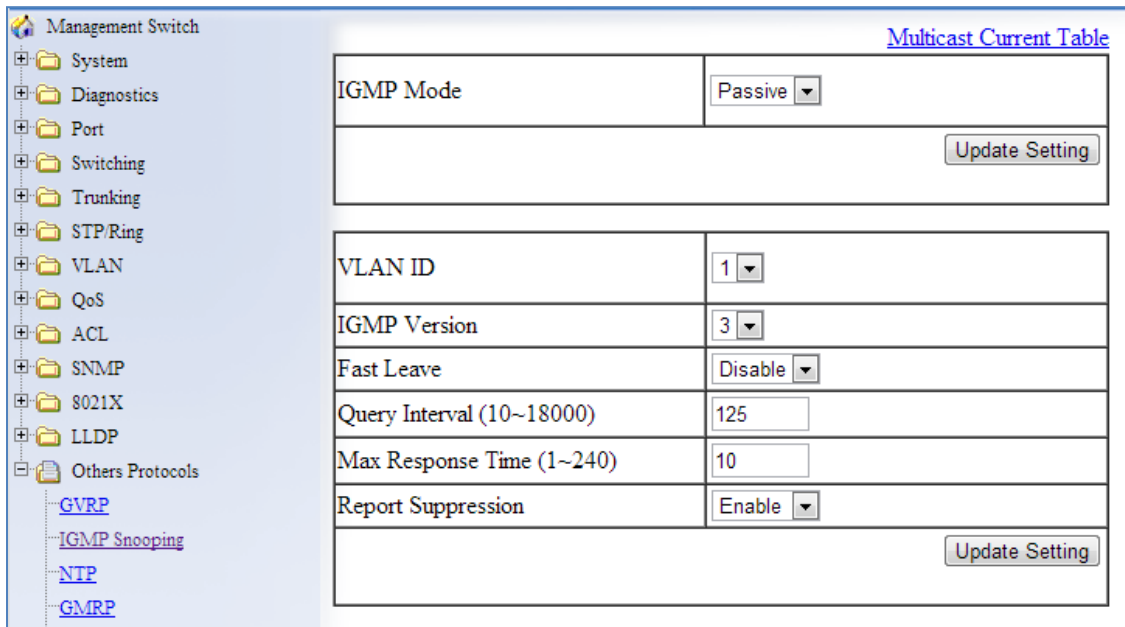 Management Switch
System
Diagnostics
Port
Switching
Trunking
STP/Ring
VLAN
QoS
ACL
SNMP
8021X
LLDP
Others Protocols
GVRP
IGMP Snooping
NTP
GMRP
Multicast Current Table
IGMP Mode Passive
Update Setting
VLAN ID 1
IGMP Version 3
Fast Leave Disable
Query Interval (10~18000) 125
Max Response Time (1~240) 10
Report Suppression Enable
Update Setting